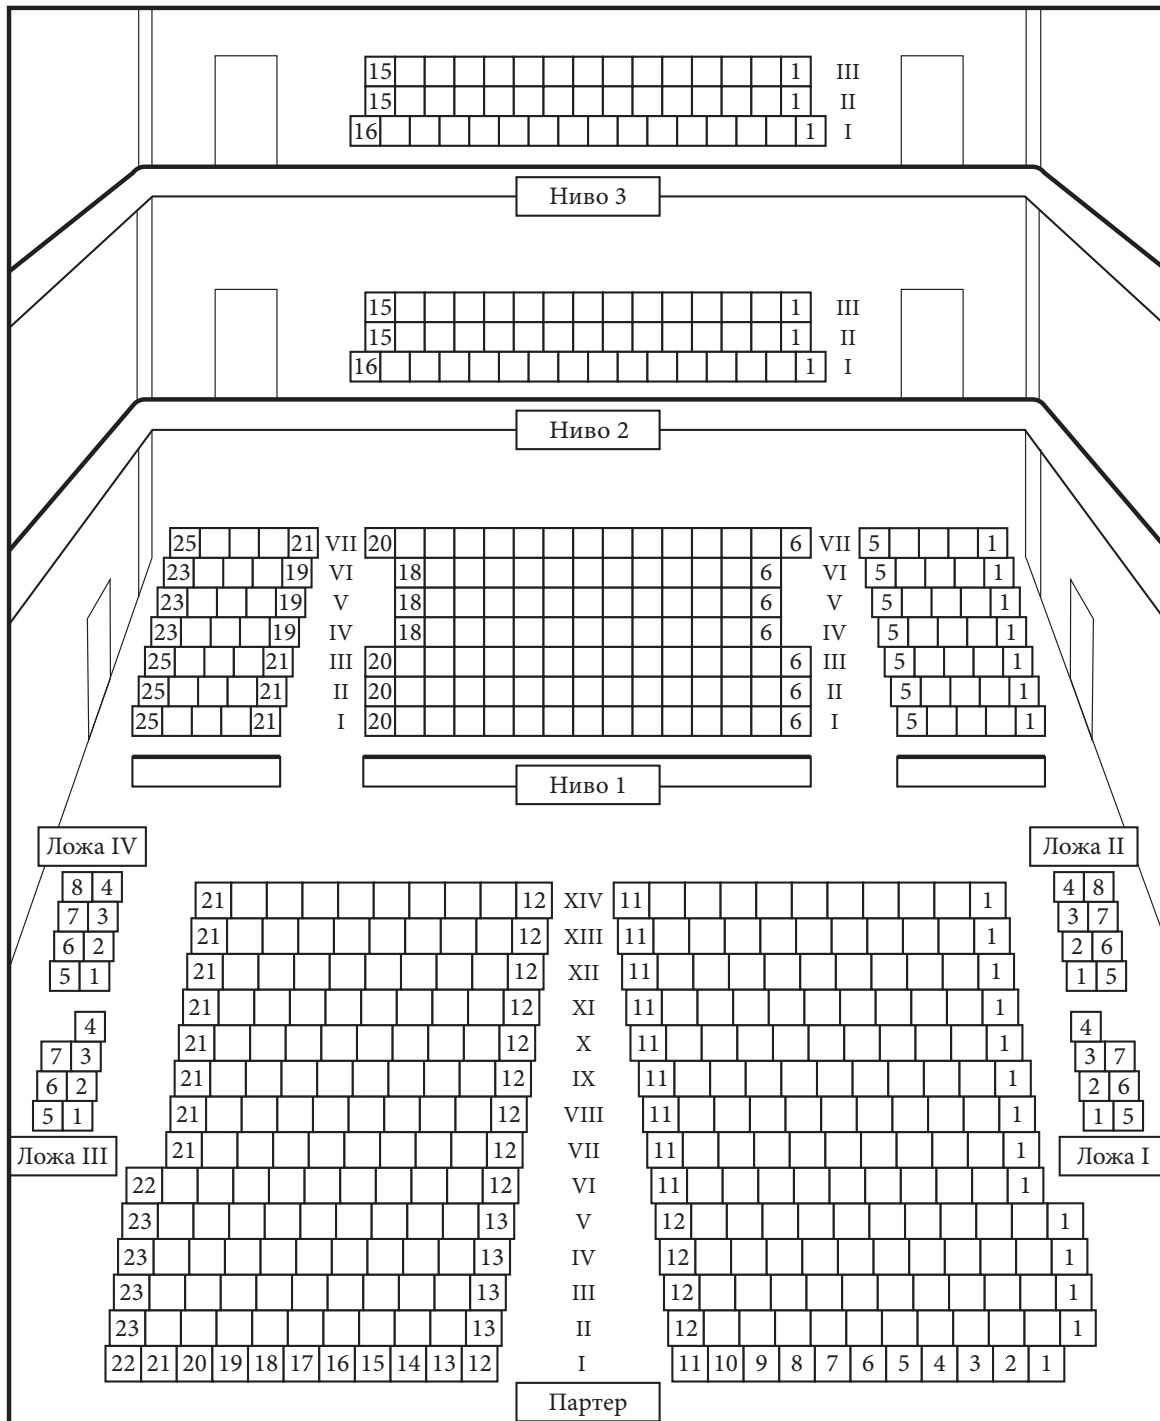 15 1 III
15 1 II
16 1 I
Ниво 3
15 1 III
15 1 II
16 1 I
Ниво 2
25 21 VII 20 6 VII 5 1
23 19 VI 18 6 VI 5 1
23 19 V 18 6 V 5 1
23 19 IV 18 6 IV 5 1
25 21 III 20 6 III 5 1
25 21 II 20 6 II 5 1
25 21 I 20 6 I 5 1
Ниво 1
Ложа IV
8 4
7 3
6 2
5 1
4
7 3
6 2
5 1
Ложа III
Ложа II
4 8
3 7
2 6
1 5
4
3 7
2 6
1 5
Ложа I
21 12 XIV 11 1
21 12 XIII 11 1
21 12 XII 11 1
21 12 XI 11 1
21 12 X 11 1
21 12 IX 11 1
21 12 VIII 11 1
21 12 VII 11 1
22 12 VI 11 1
23 13 V 12 1
23 13 IV 12 1
23 13 III 12 1
23 13 II 12 1
22 21 20 19 18 17 16 15 14 13 12 I 11 10 9 8 7 6 5 4 3 2 1
Партер